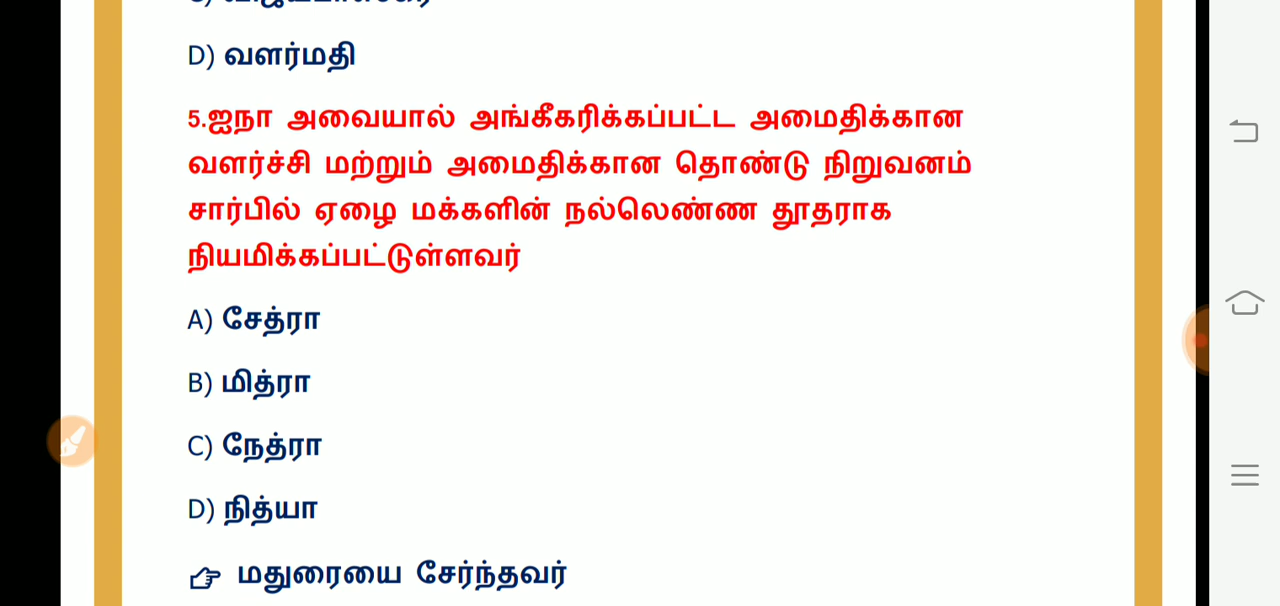 D) வளர்மதி
5.ஐநா அவையால் அங்கீகரிக்கப்பட்ட அமைதிக்கான
வளர்ச்சி மற்றும் அமைதிக்கான தொண்டு நிறுவனம்
சார்பில் ஏழை மக்களின் நல்லெண்ண தூதராக
நியமிக்கப்பட்டுள்ளவர்
A) சேத்ரா
B) மித்ரா
C) நேத்ரா
D) நித்யா
☞ மதுரையை சேர்ந்தவர்